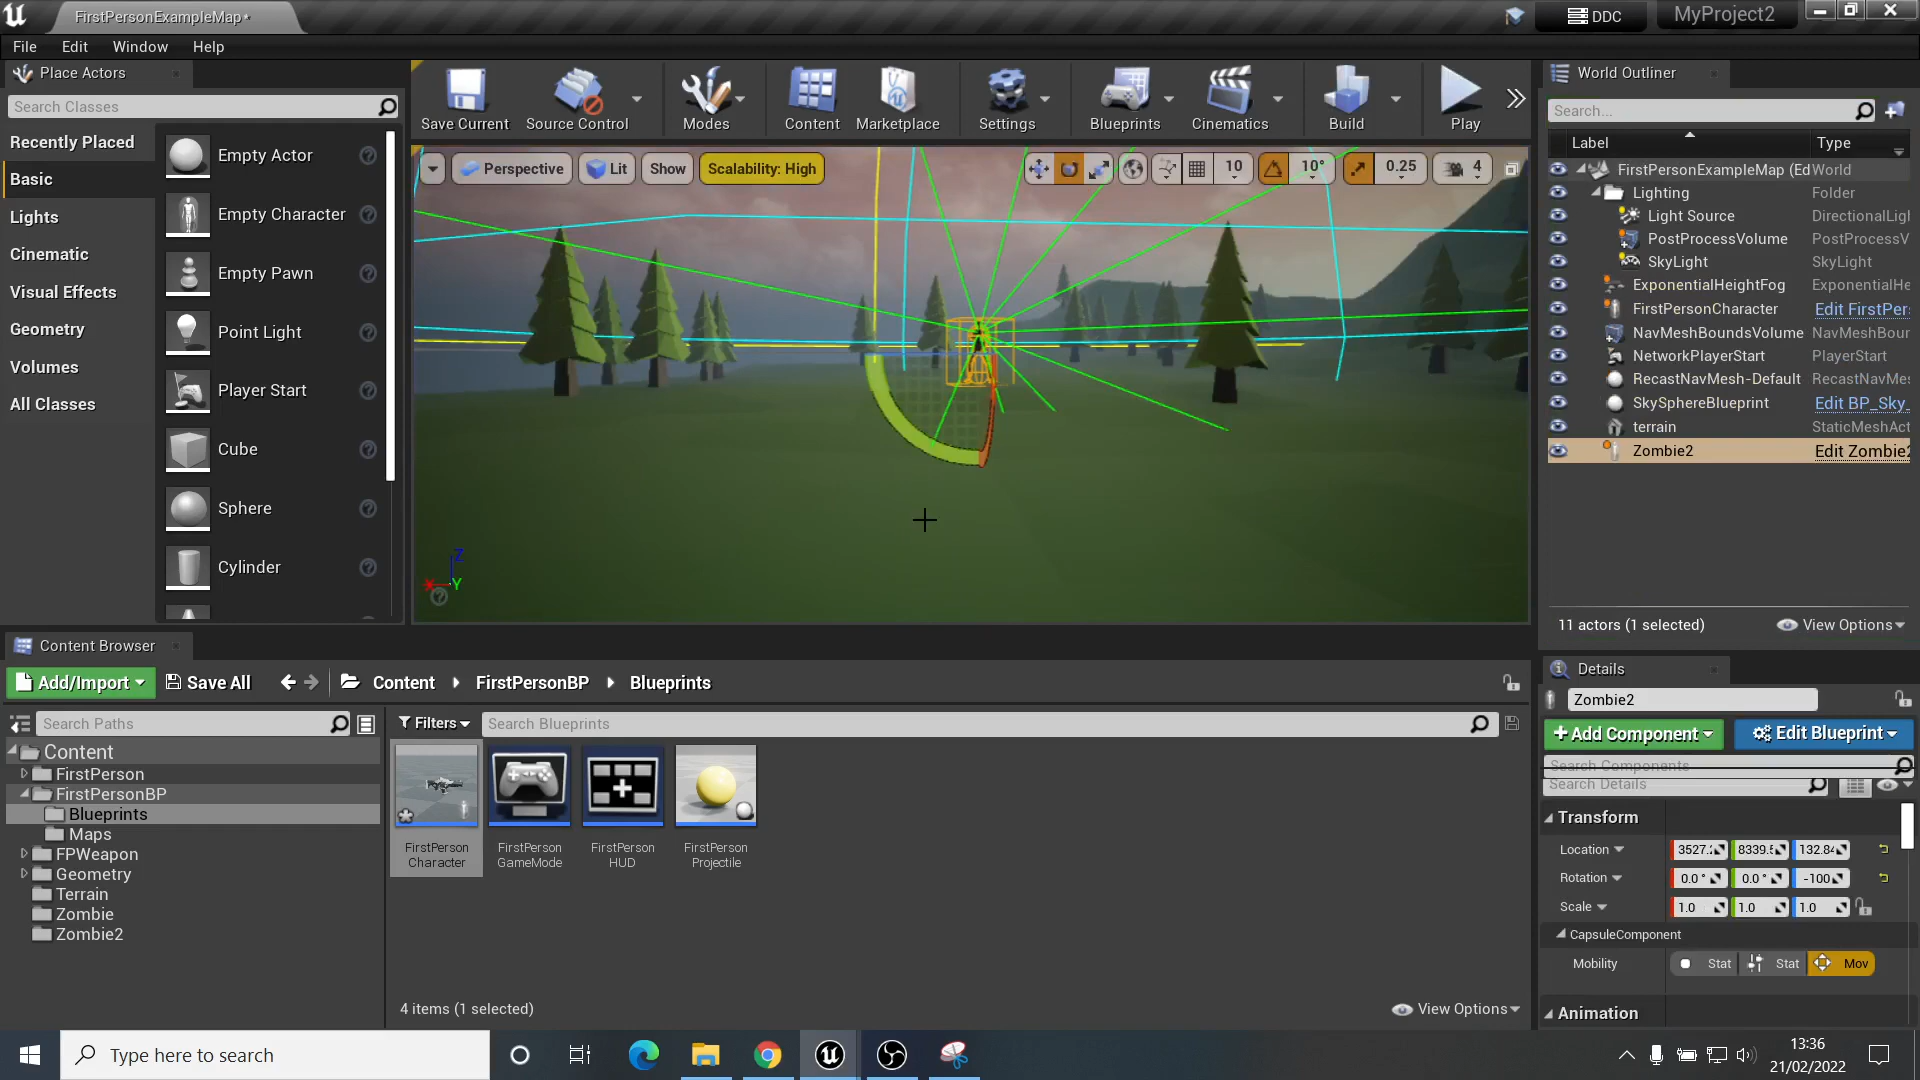 FirstPersonExampleMap*
DDC
MyProject2
File Edit Window Help
Place Actors
Search Classes
Recently Placed
Basic
Lights
Cinematic
Visual Effects
Geometry
Volumes
All Classes
Empty Actor
Empty Character
Empty Pawn
Point Light
Player Start
Cube
Sphere
Cylinder
Save Current
Source Control
Modes
Content
Marketplace
Settings
Blueprints
Cinematics
Build
Play
Perspective
Lit
Show
Scalability: High
10
10°
0.25
4
Z
Y
World Outliner
Search...
Label Type
FirstPersonExampleMap (Ed World
Lighting Folder
Light Source DirectionalLigh
PostProcessVolume PostProcessV
SkyLight SkyLight
ExponentialHeightFog ExponentialHe
FirstPersonCharacter Edit FirstPers
NavMeshBoundsVolume NavMeshBoun
NetworkPlayerStart PlayerStart
RecastNavMesh-Default RecastNavMes
SkySphereBlueprint Edit BP_Sky_
terrain StaticMeshAct
Zombie2 Edit Zombie2
11 actors (1 selected)
View Options
Content Browser
Add/Import
Save All
Content
FirstPersonBP
Blueprints
Search Paths
Filters
Search Blueprints
Content
FirstPerson
FirstPersonBP
Blueprints
Maps
FPWeapon
Geometry
Terrain
Zombie
Zombie2
FirstPerson
Character
FirstPerson
GameMode
FirstPerson
HUD
FirstPerson
Projectile
4 items (1 selected)
View Options
Details
Zombie2
+Add Component
Edit Blueprint
Search Components
Search Details
Transform
Location 3527. 8339. 132.84
Rotation 0.0 ° 0.0 ° -100
Scale 1.0 1.0 1.0
CapsuleComponent
Mobility Stat Stat Mov
Animation
Type here to search
13:36
21/02/2022